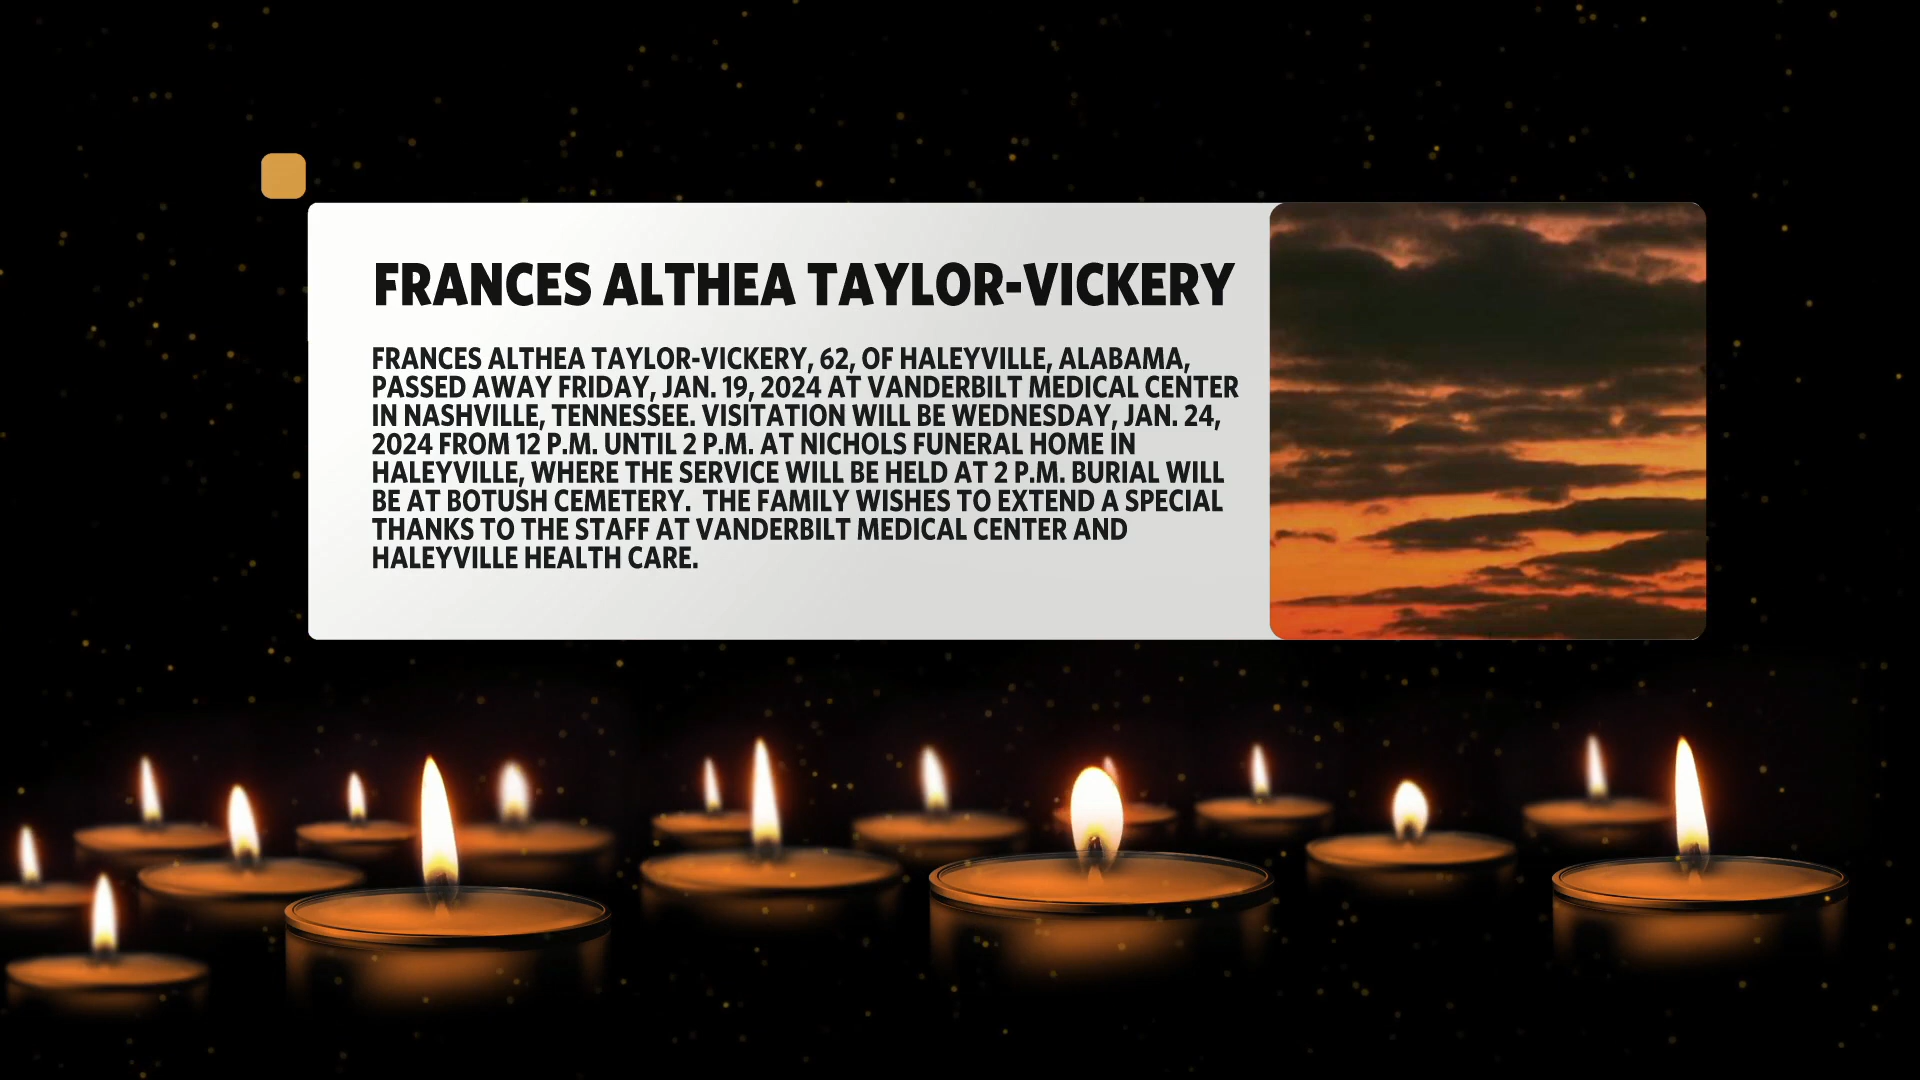 FRANCES ALTHEA TAYLOR-VICKERY
FRANCES ALTHEA TAYLOR-VICKERY, 62, OF HALEYVILLE, ALABAMA,
PASSED AWAY FRIDAY, JAN. 19, 2024 AT VANDERBILT MEDICAL CENTER
IN NASHVILLE, TENNESSEE. VISITATION WILL BE WEDNESDAY, JAN. 24,
2024 FROM 12 P.M. UNTIL 2 P.M. AT NICHOLS FUNERAL HOME IN
HALEYVILLE, WHERE THE SERVICE WILL BE HELD AT 2 P.M. BURIAL WILL
BE AT BOTUSH CEMETERY.  THE FAMILY WISHES TO EXTEND A SPECIAL
THANKS TO THE STAFF AT VANDERBILT MEDICAL CENTER AND
HALEYVILLE HEALTH CARE.